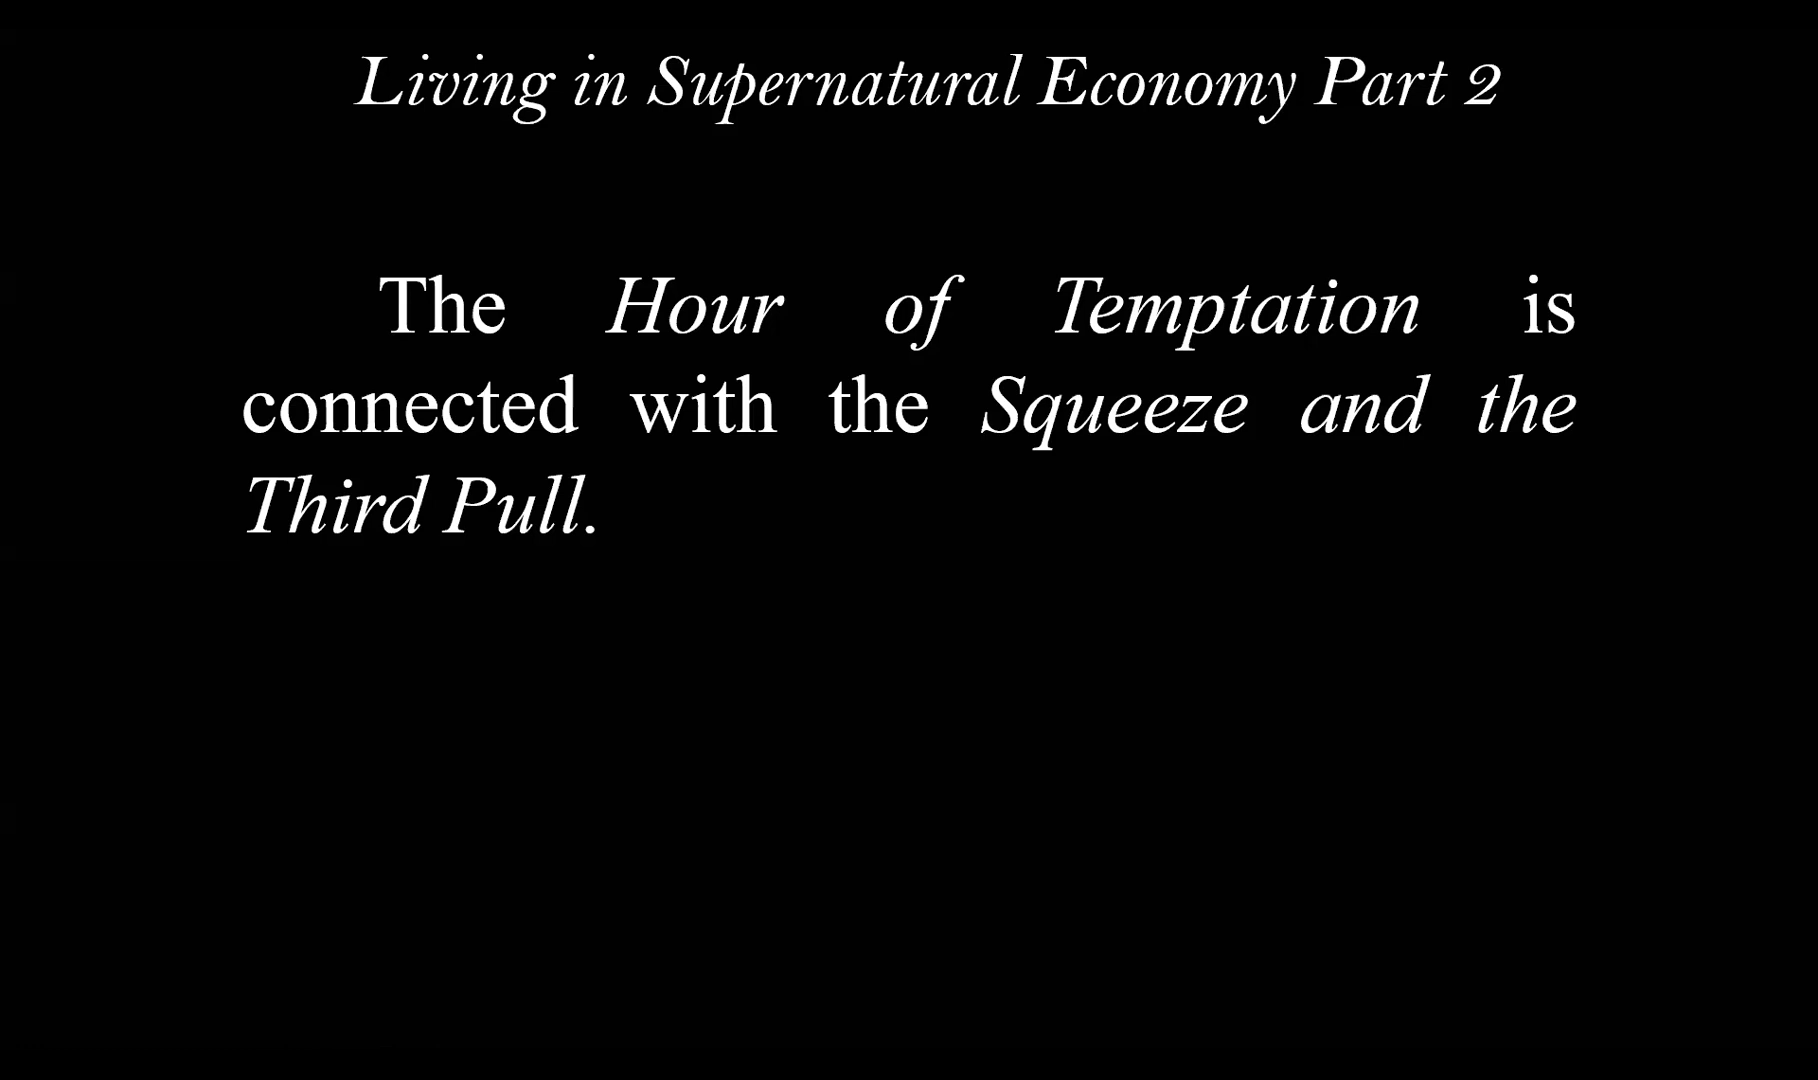 Living in Supernatural Economy Part 2
The Hour of Temptation is
connected with the Squeeze and the
Third Pull.